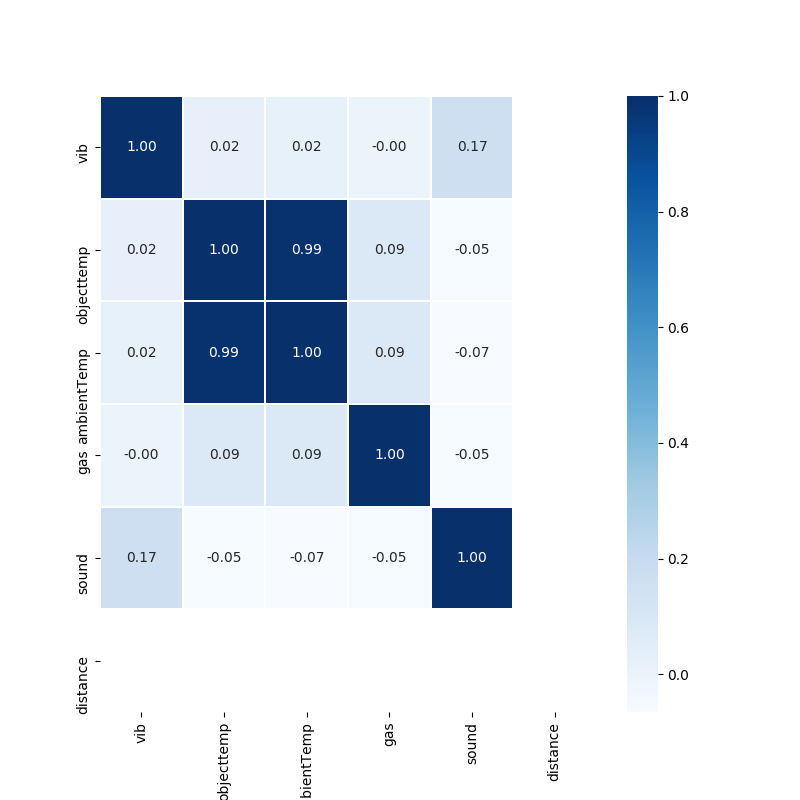 vib 1.00 0.02 0.02 -0.00 0.17
objecttemp 0.02 1.00 0.99 0.09 -0.05
ambientTemp 0.02 0.99 1.00 0.09 -0.07
gas -0.00 0.09 0.09 1.00 -0.05
sound 0.17 -0.05 -0.07 -0.05 1.00
distance
vib objecttemp bientTemp gas sound distance
1.0
0.8
0.6
0.4
0.2
0.0